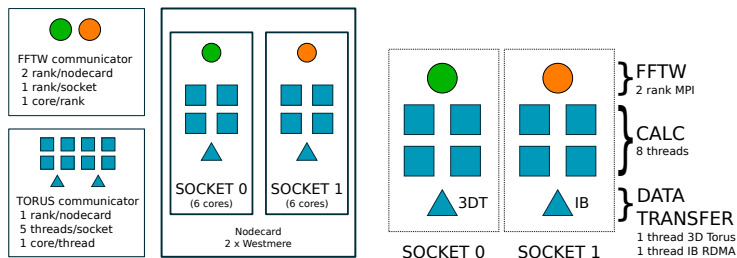 FFTW communicator
2 rank/nodecard
1 rank/socket
1 core/rank
TORUS communicator
1 rank/nodecard
5 threads/socket
1 core/thread
SOCKET 0
(6 cores)
SOCKET 1
(6 cores)
Nodecard
2 x Westmere
3DT
IB
SOCKET 0
SOCKET 1
FFTW
2 rank MPI
CALC
8 threads
DATA
TRANSFER
1 thread 3D Torus
1 thread IB RDMA